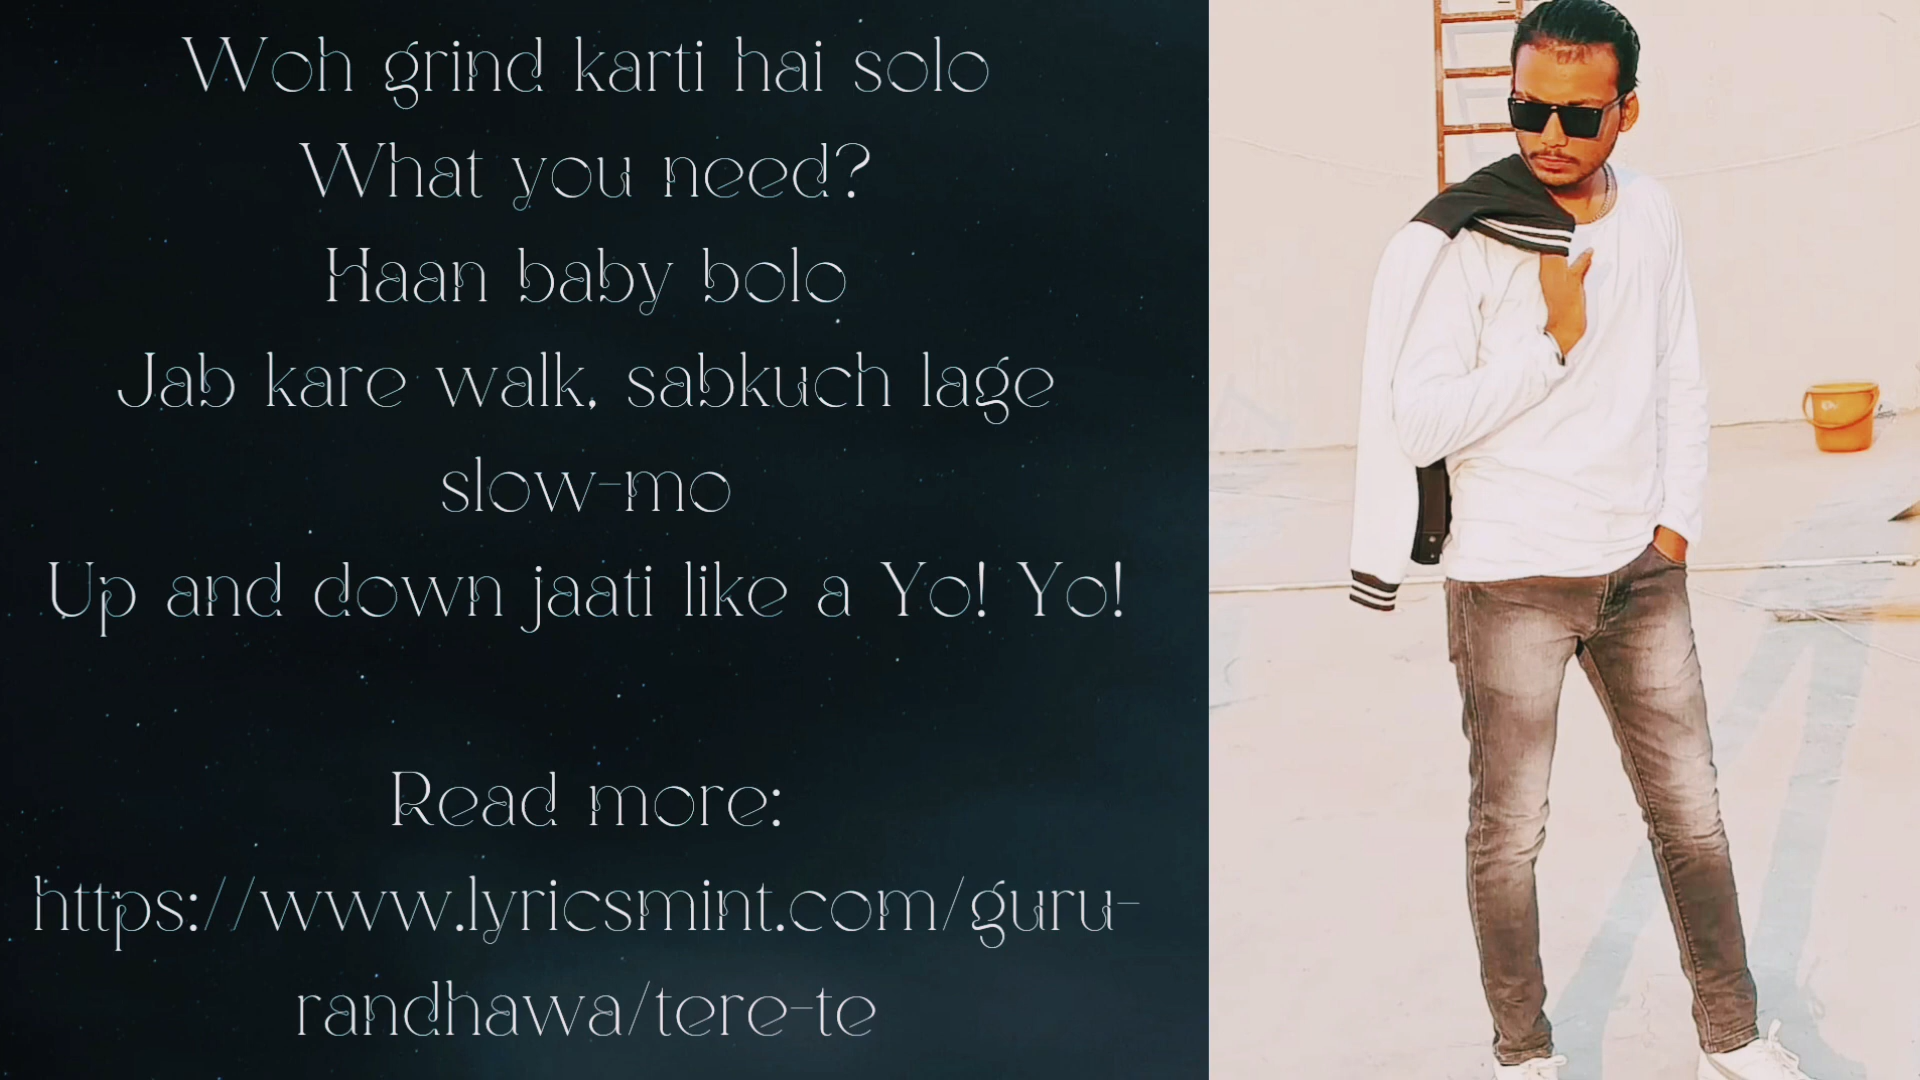 Woh grind karti hai solo
What you need?
Haan baby bolo
Jab kare walk, sabkuch lage
slow-mo
Up and down jaati like a Yo! Yo!
Read more:
https://www.lyricsmint.com/guru-
randhawa/tere-te